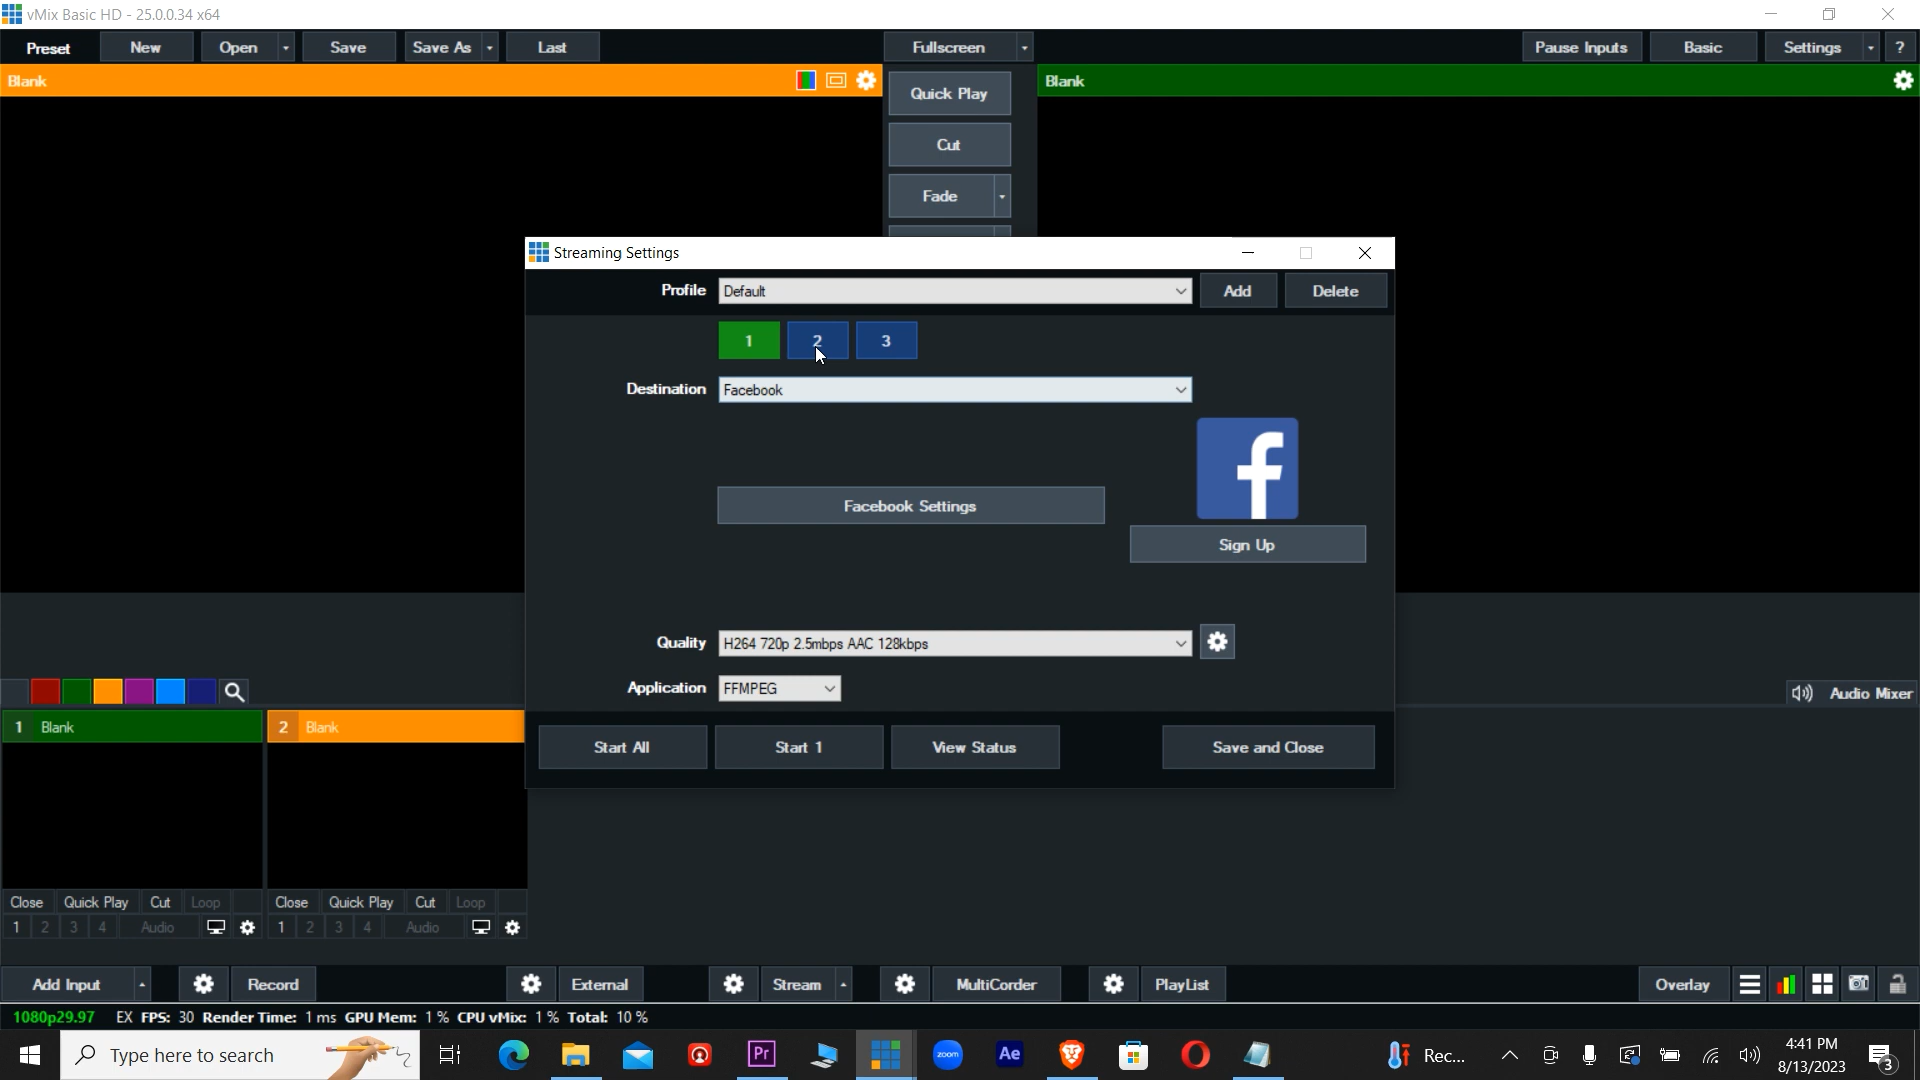 vMix Basic HD - 25.0.0.34 x64
Preset New Open Save Save As Last Fullscreen Pause Inputs Basic Settings ?
Blank
Quick Play
Cut
Fade
Blank
Streaming Settings
Profile Default Add Delete
1 2 3
Destination Facebook
f
Facebook Settings
Sign Up
Quality H264 720p 2.5mbps AAC 128kbps
Application FFMPEG
Start All Start 1 View Status Save and Close
Audio Mixer
1 Blank
2 Blank
Close Quick Play Cut Loop
Close Quick Play Cut Loop
1 2 3 4 Audio
1 2 3 4 Audio
Add Input Record External Stream MultiCorder PlayList Overlay
1080p29.97 EX FPS: 30 Render Time: 1 ms GPU Mem: 1 % CPU vMix: 1 % Total: 10 %
Type here to search
Pr
zoom
Ae
Rec...
4:41 PM
8/13/2023
3